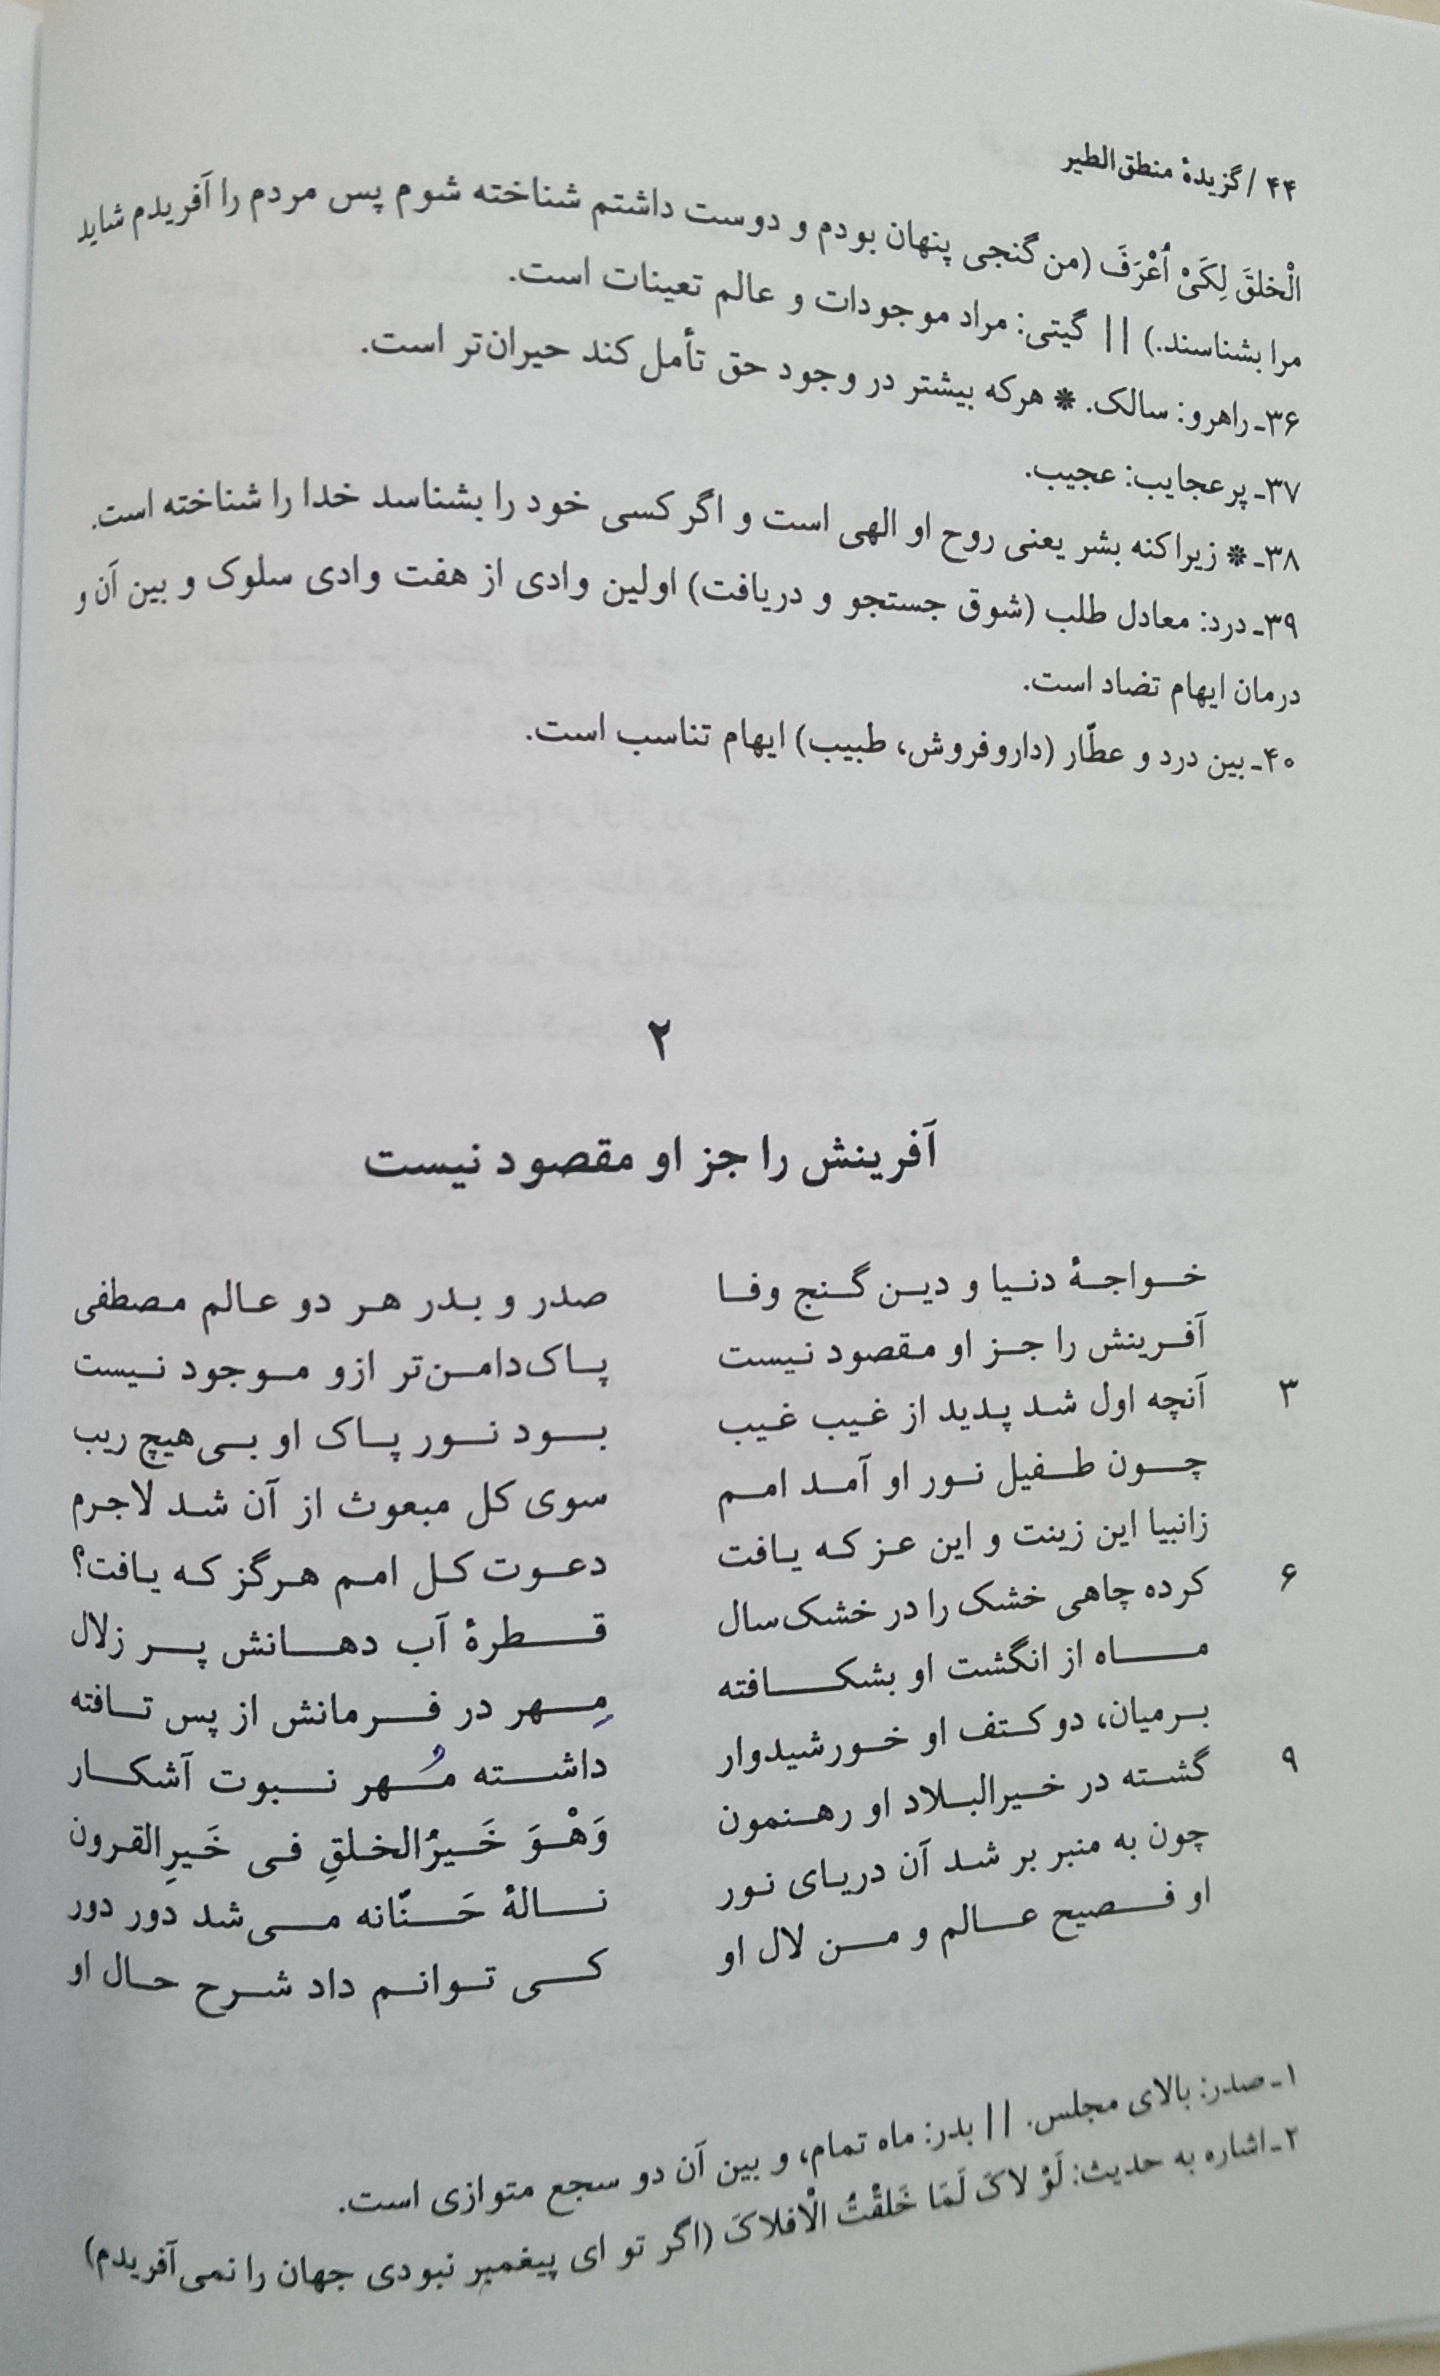 ۴۴ / گزیدهٔ منطق‌الطیر
الْخلقَ لِکَیْ اُعْرَفَ (من گنجی پنهان بودم و دوست داشتم شناخته شوم پس مردم را آفریدم شاید
مرا بشناسند.) || گیتی: مراد موجودات و عالم تعینات است.
۳۶ـ راهرو: سالک. * هرکه بیشتر در وجود حق تأمل کند حیران‌تر است.
۳۷ـ پرعجایب: عجیب.
۳۸ـ * زیرا کنه بشر یعنی روح او الهی است و اگر کسی خود را بشناسد خدا را شناخته است.
۳۹ـ درد: معادل طلب (شوق جستجو و دریافت) اولین وادی از هفت وادی سلوک و بین آن و
درمان ایهام تضاد است.
۴۰ـ بین درد و عطّار (داروفروش، طبیب) ایهام تناسب است.
۲
آفرینش را جز او مقصود نیست
خواجهٔ دنیا و دین گنج وفا صدر و بدر هر دو عالم مصطفی
آفرینش را جز او مقصود نیست پاک‌دامن‌تر ازو موجود نیست
۳ آنچه اول شد پدید از غیب غیب بود نور پاک او بی‌هیچ ریب
چون طفیل نور او آمد امم سوی کل مبعوث از آن شد لاجرم
زانبیا این زینت و این عز که یافت دعوت کل امم هرگز که یافت؟
۶ کرده چاهی خشک را در خشک‌سال قطرهٔ آب دهانش پر زلال
ماه از انگشت او بشکافته مِهر در فرمانش از پس تافته
برمیان، دو کتف او خورشیدوار داشته مُهر نبوت آشکار
۹ گشته در خیرالبلاد او رهنمون وَهْوَ خَیرُالخلقِ فی خَیرِالقرون
چون به منبر بر شد آن دریای نور نالهٔ حَنّانه می‌شد دور دور
او فصیح عالم و من لال او کی توانم داد شرح حال او
۱ـ صدر: بالای مجلس. || بدر: ماه تمام، و بین آن دو سجع متوازی است.
۲ـ اشاره به حدیث: لَوْ لاکَ لَمَا خَلَقْتُ الْافلاکَ (اگر تو ای پیغمبر نبودی جهان را نمی‌آفریدم)